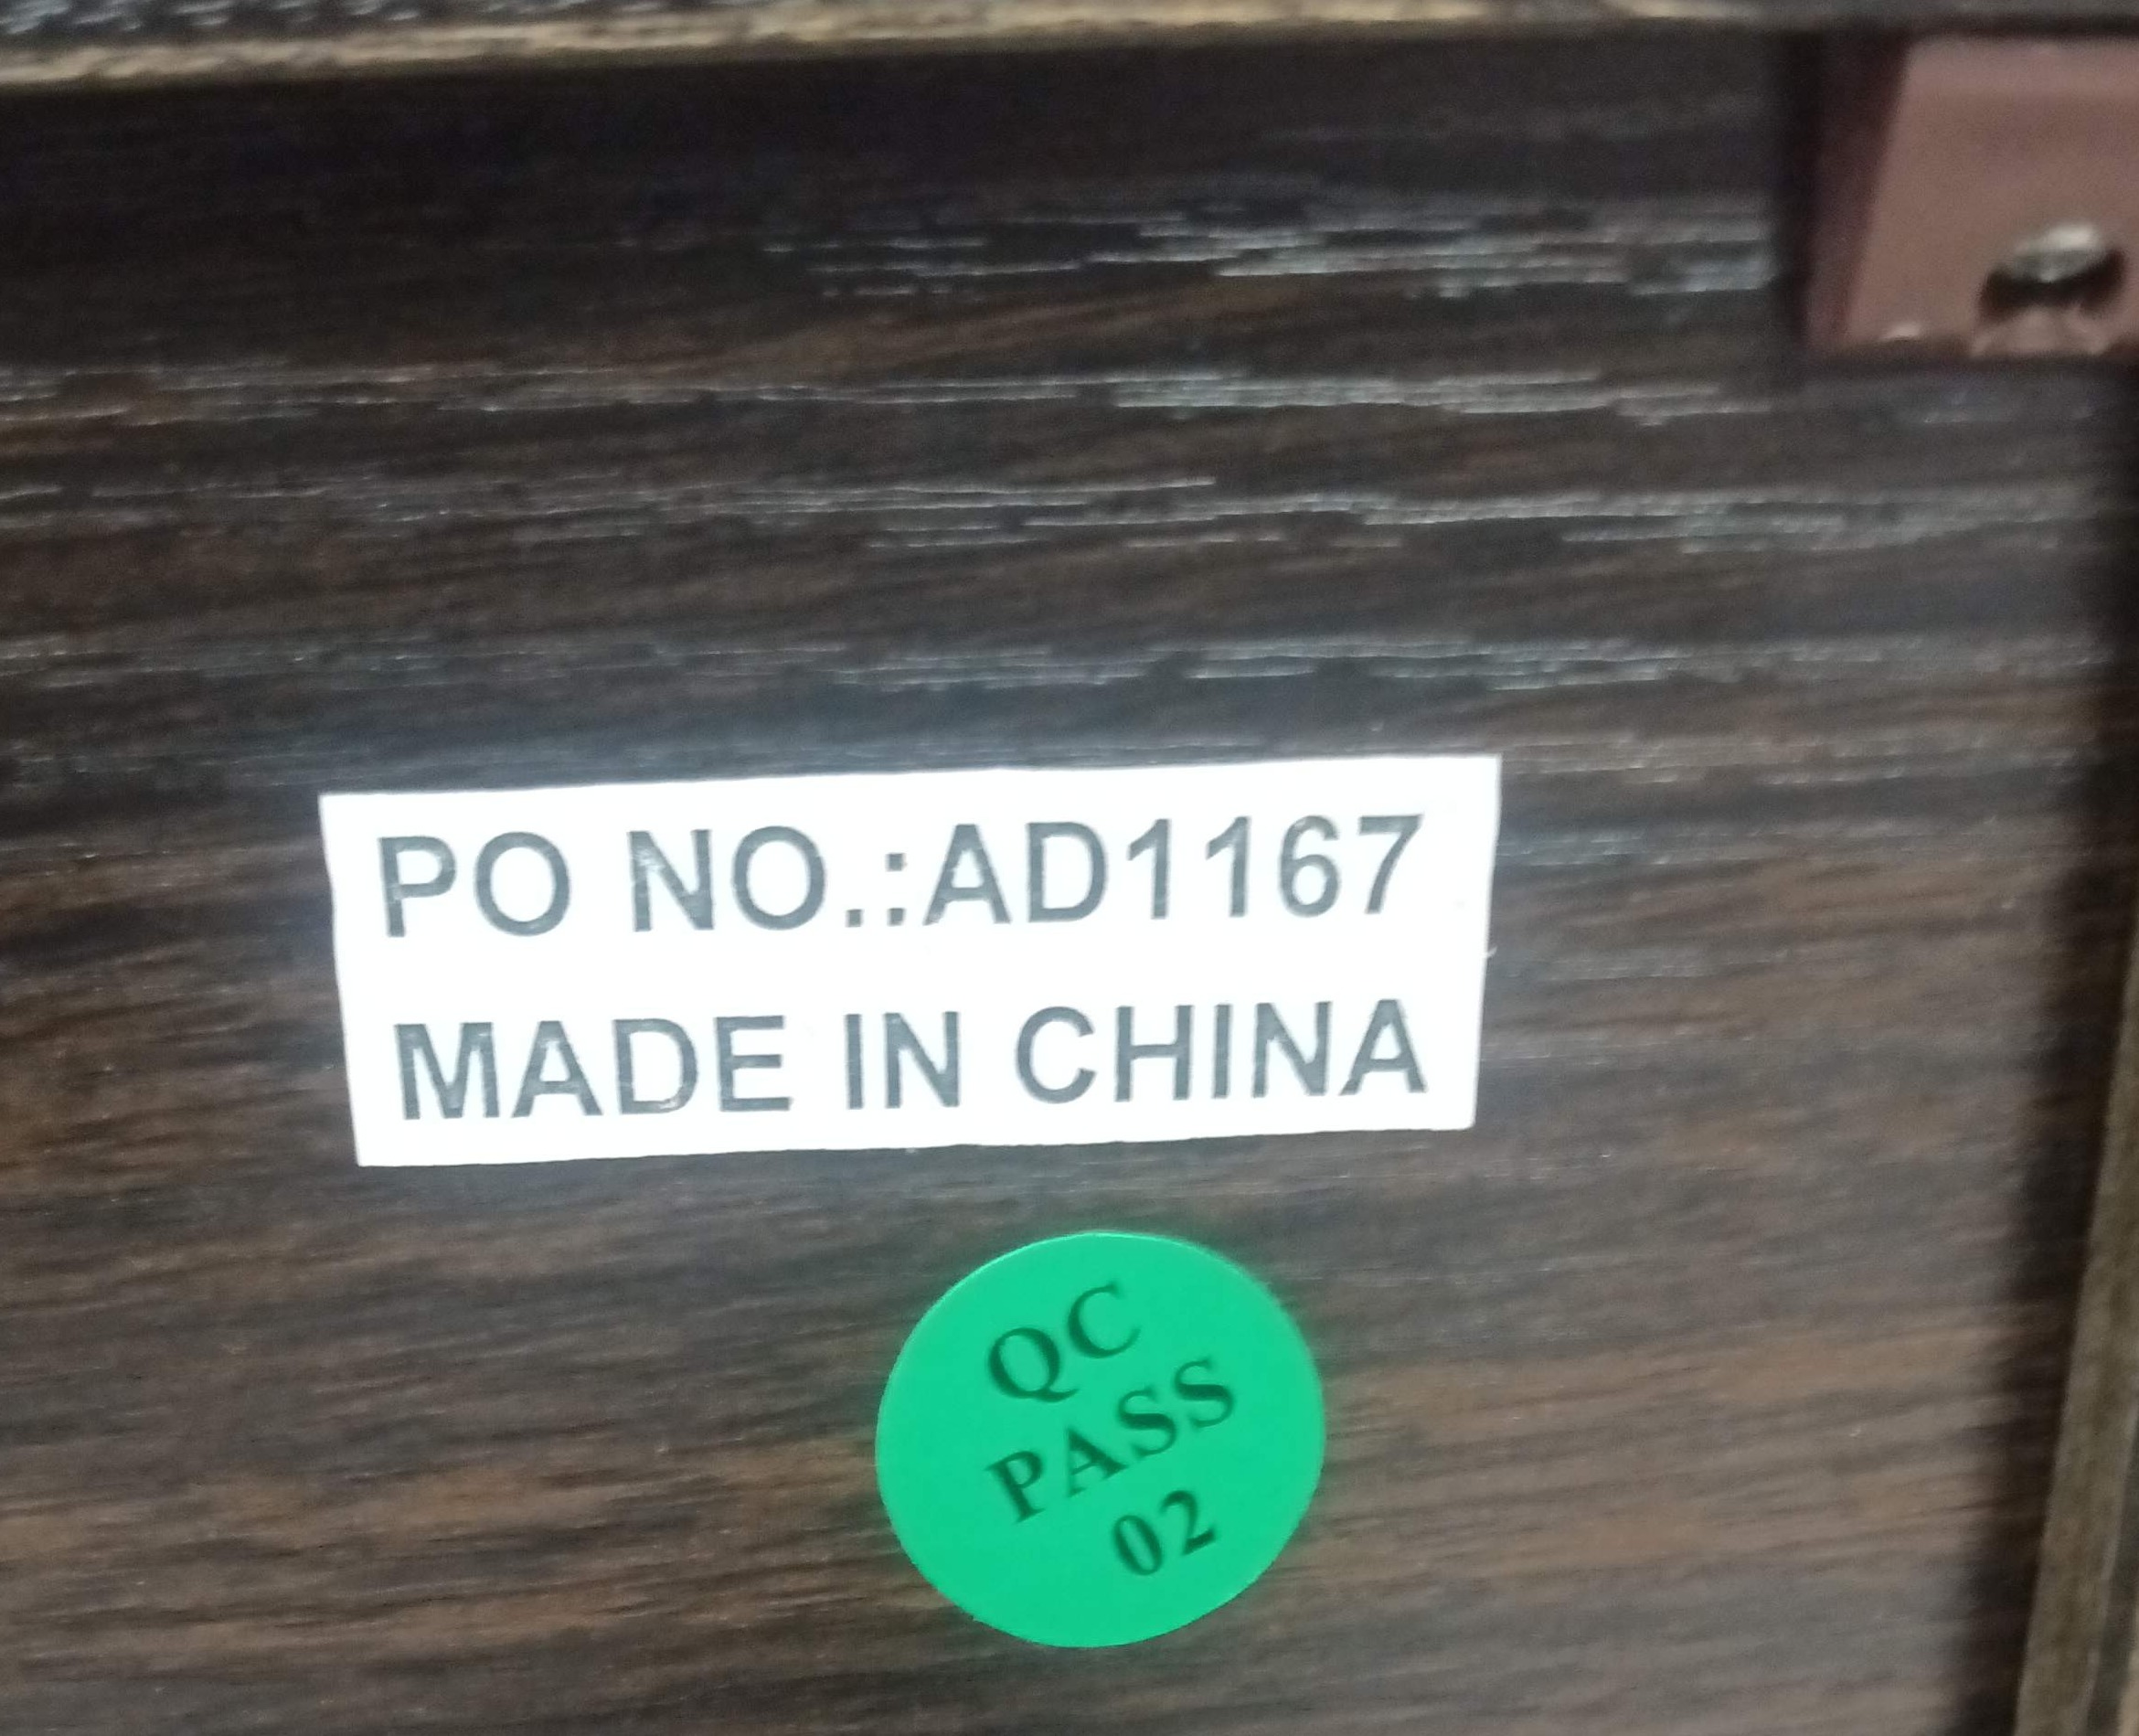 PO NO.:AD1167
MADE IN CHINA
QC
PASS
02